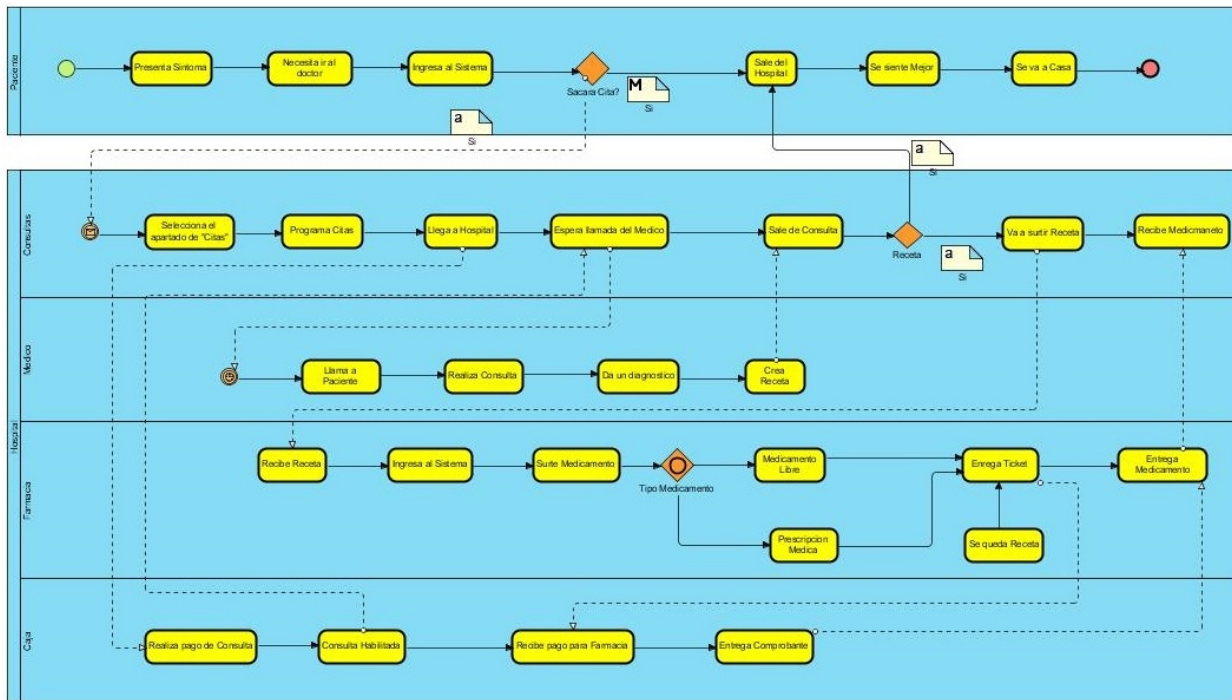 Paciente
Presenta Sintoma
Necesita ir al
doctor
Ingresa al Sistema
Sacara Cita?
M
Si
a
Si
Sale del
Hospital
Se siente Mejor
Se va a Casa
a
Si
Hospital
Consultas
Selecciona el
apartado de "Citas"
Programa Citas
Llega a Hospital
Espera llamada del Medico
Sale de Consulta
Receta
a
Si
Va a surtir Receta
Recibe Medicmaneto
Medico
Llama a
Paciente
Realiza Consulta
Da un diagnostico
Crea
Receta
Farmacia
Recibe Receta
Ingresa al Sistema
Surte Medicamento
Tipo Medicamento
Medicamento
Libre
Prescripcion
Medica
Enrega Ticket
Se queda Receta
Entrega
Medicamento
Caja
Realiza pago de Consulta
Consulta Habilitada
Recibe pago para Farmacia
Entrega Comprobante